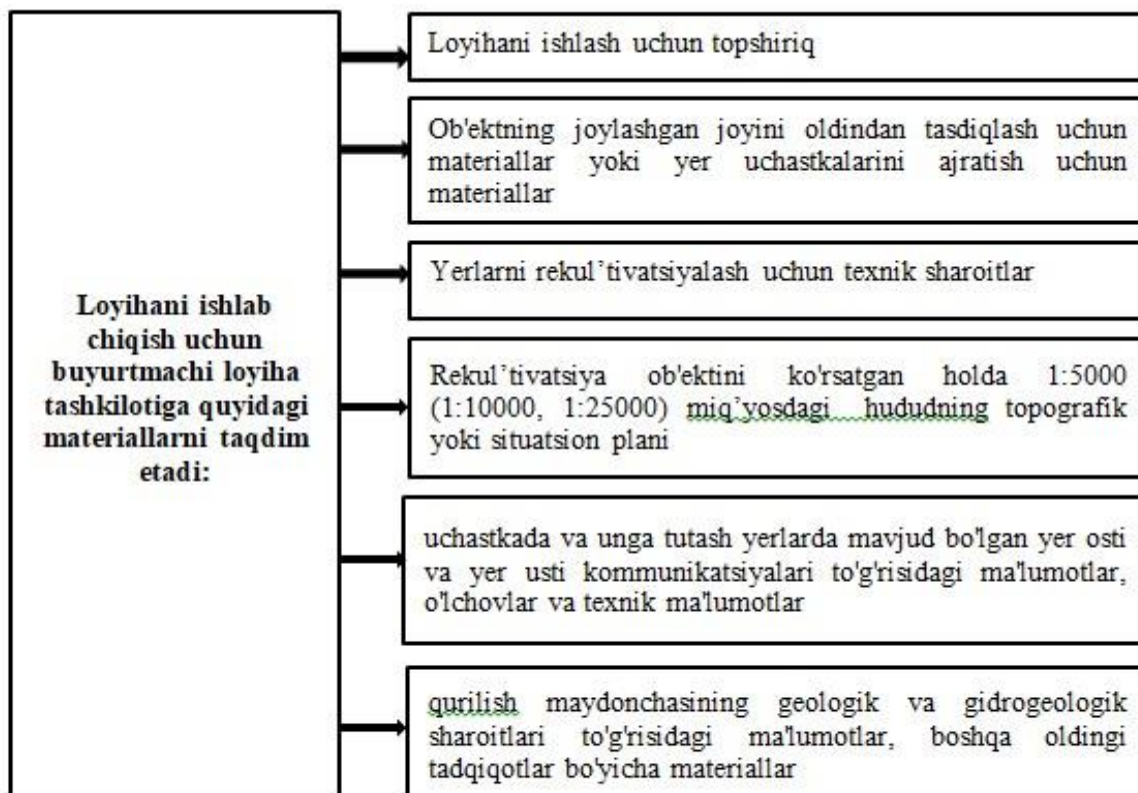 Loyihani ishlab
chiqish uchun
buyurtmachi loyiha
tashkilotiga quyidagi
materiallarni taqdim
etadi:
Loyihani ishlash uchun topshiriq
Ob'ektning joylashgan joyini oldindan tasdiqlash uchun
materiallar yoki yer uchastkalarini ajratish uchun
materiallar
Yerlarni rekul’tivatsiyalash uchun texnik sharoitlar
Rekul’tivatsiya ob'ektini ko'rsatgan holda 1:5000
(1:10000, 1:25000) miq’yosdagi hududning topografik
yoki situatsion plani
uchastkada va unga tutash yerlarda mavjud bo'lgan yer osti
va yer usti kommunikatsiyalari to'g'risidagi ma'lumotlar,
o'lchovlar va texnik ma'lumotlar
qurilish maydonchasining geologik va gidrogeologik
sharoitlari to'g'risidagi ma'lumotlar, boshqa oldingi
tadqiqotlar bo'yicha materiallar